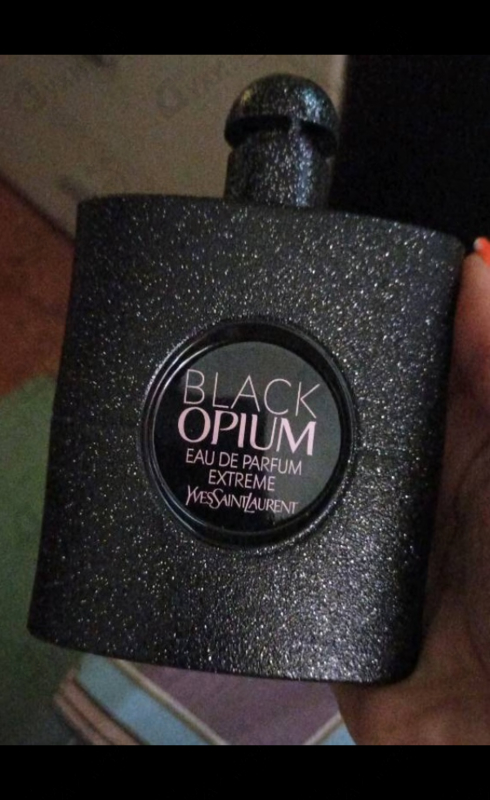 BLACK
OPIUM
EAU DE PARFUM
EXTREME
YVESSAINTLAURENT